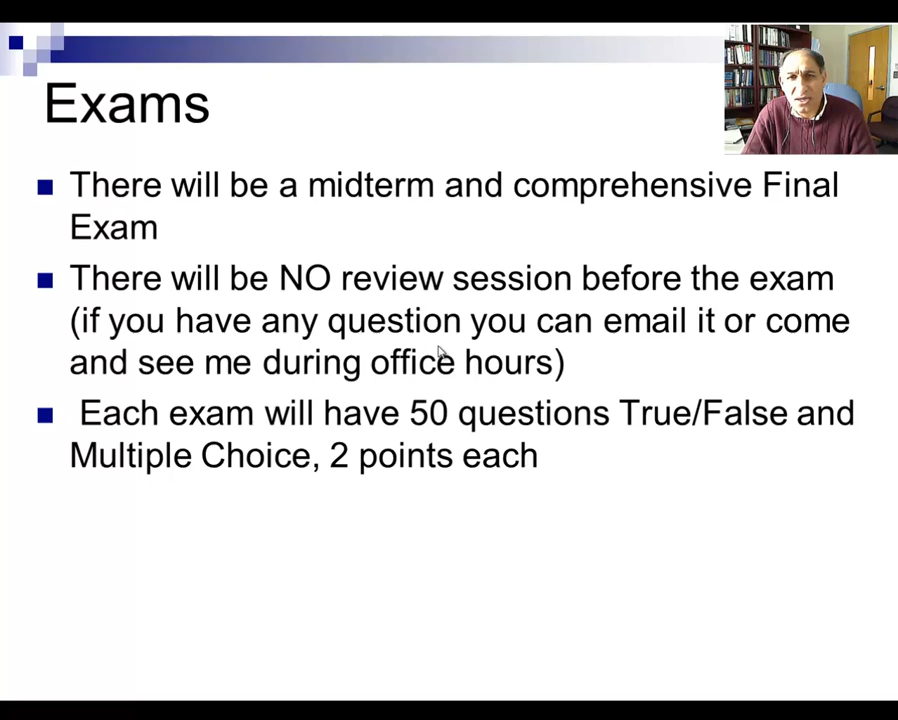 Exams
There will be a midterm and comprehensive Final
Exam
There will be NO review session before the exam
(if you have any question you can email it or come
and see me during office hours)
Each exam will have 50 questions True/False and
Multiple Choice, 2 points each